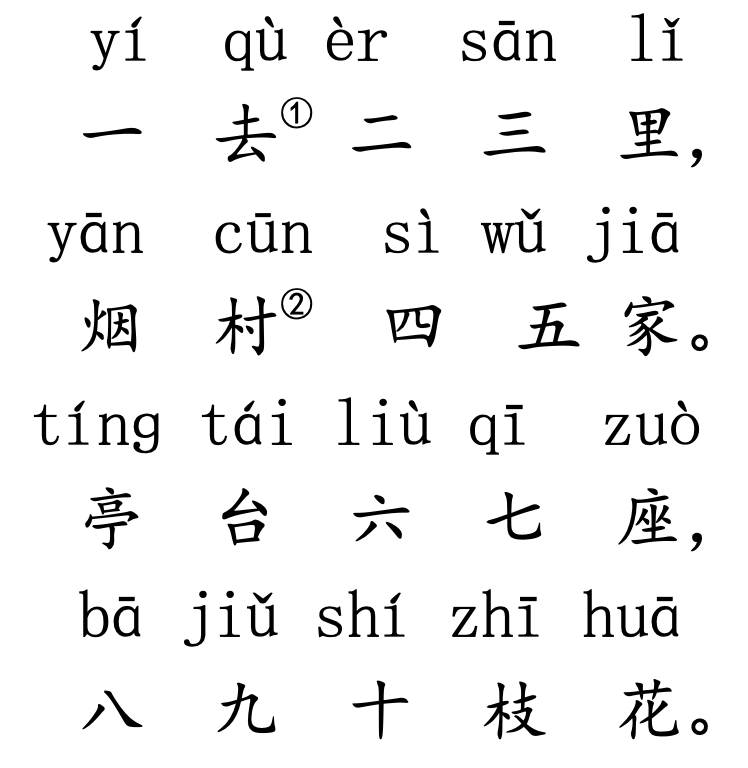 yí qù èr sān lǐ
一 去① 二 三 里，
yān cūn sì wǔ jiā
烟 村② 四 五 家。
tíng tái liù qī zuò
亭 台 六 七 座，
bā jiǔ shí zhī huā
八 九 十 枝 花。